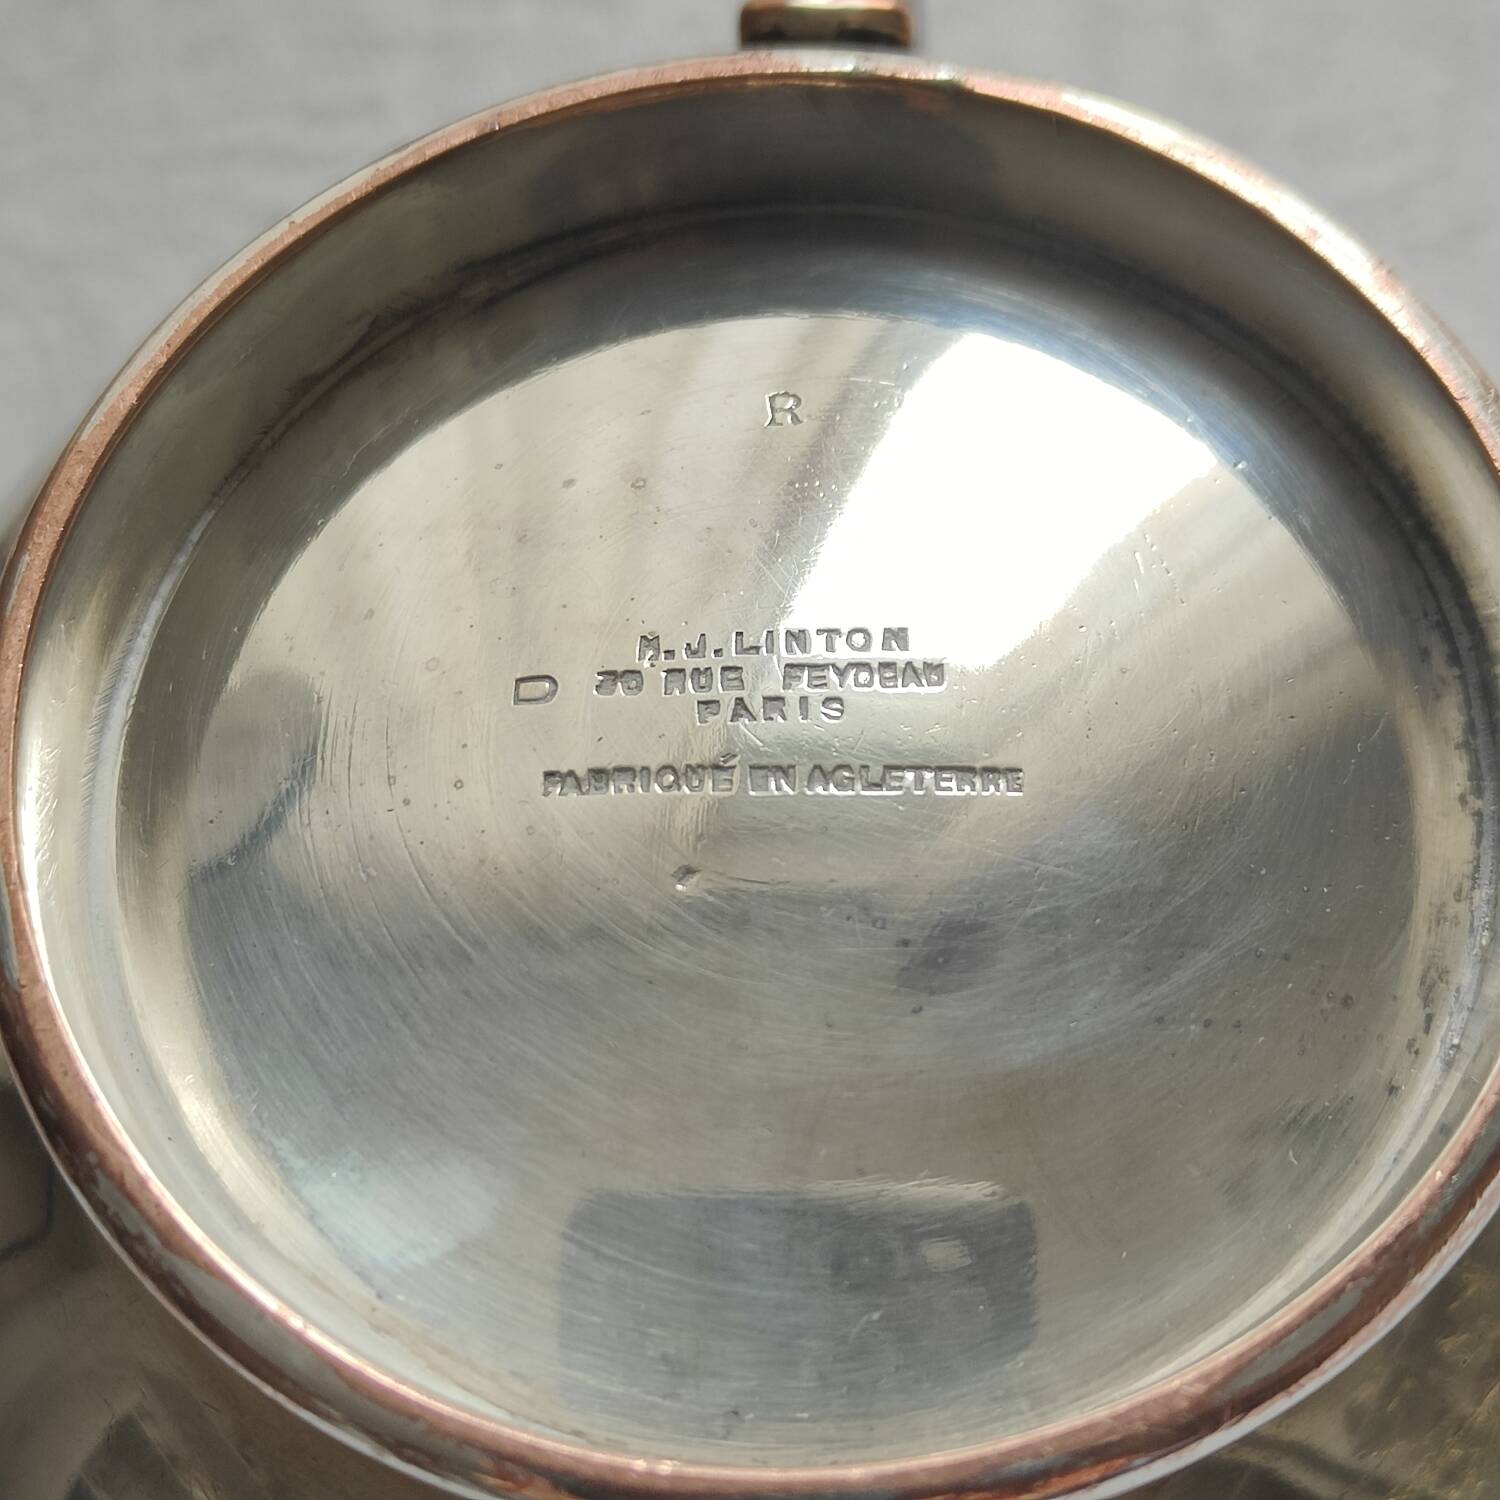 R
M.J.LINTON
D 30 RUE FEYDEAU
PARIS
FABRIQUÉ EN AGLETERRE